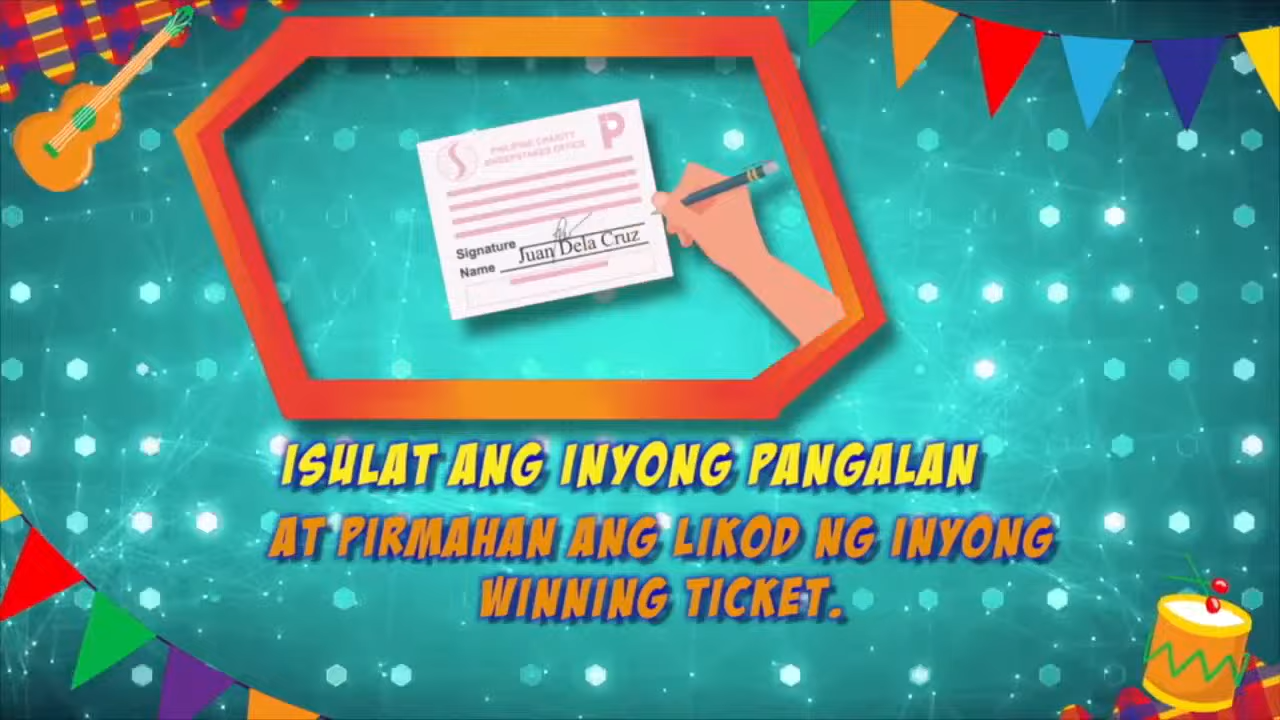 PHILIPPINE CHARITY
SWEEPSTAKES OFFICE
Signature
Name
Juan Dela Cruz
ISULAT ANG INYONG PANGALAN
AT PIRMAHAN ANG LIKOD NG INYONG
WINNING TICKET.